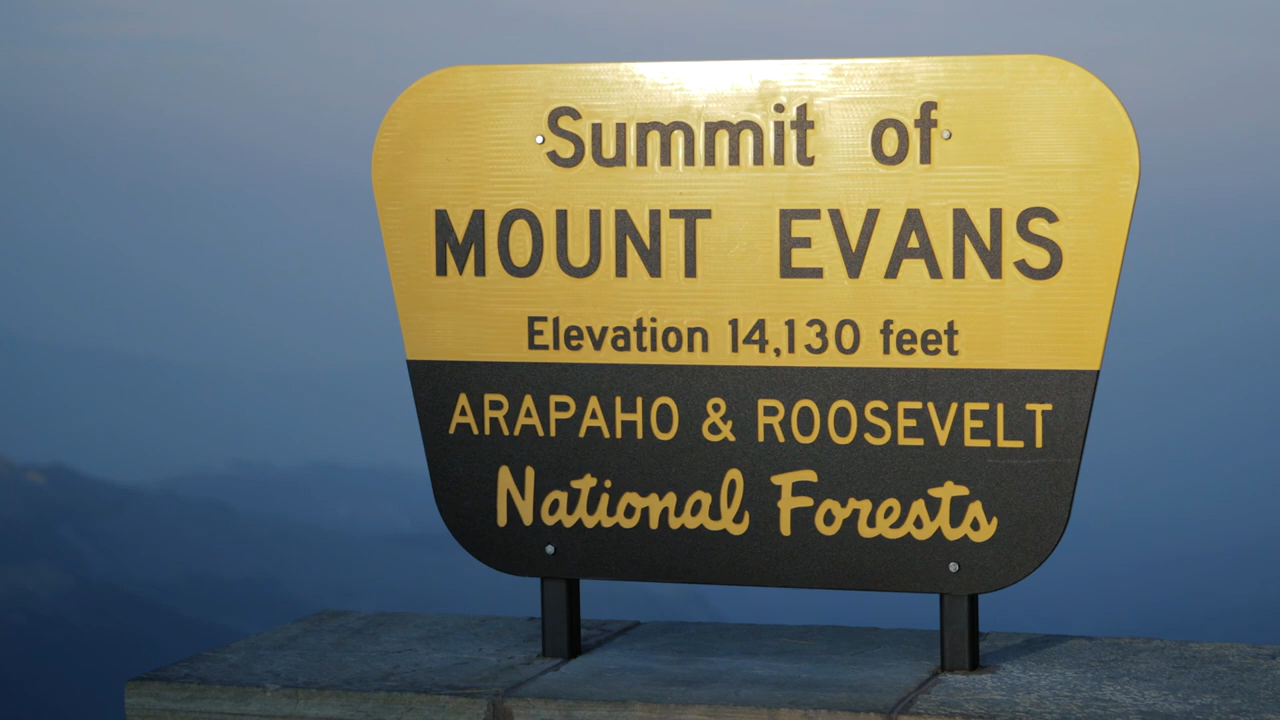 Summit of
MOUNT EVANS
Elevation 14,130 feet
ARAPAHO & ROOSEVELT
National Forests